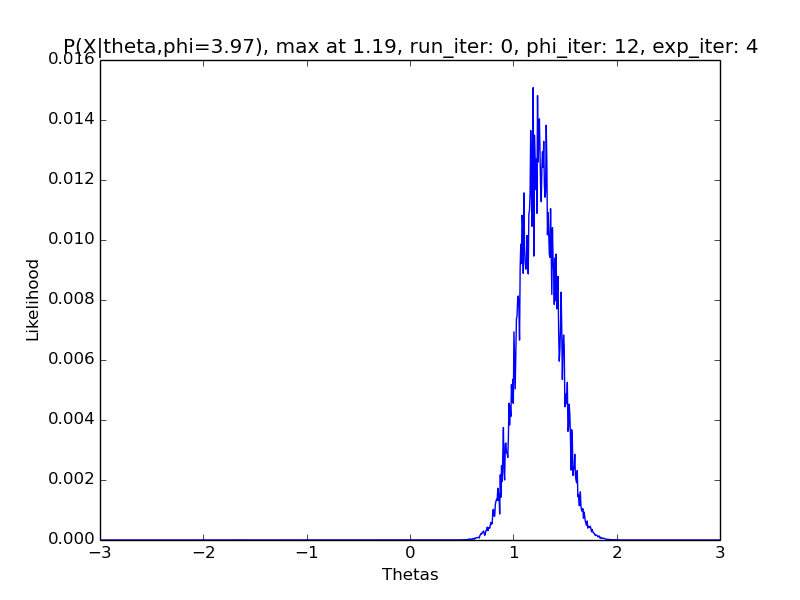 P(X|theta,phi=3.97), max at 1.19, run_iter: 0, phi_iter: 12, exp_iter: 4
0.016
0.014
0.012
0.010
0.008
0.006
0.004
0.002
0.000
Likelihood
−3 −2 −1 0 1 2 3
Thetas